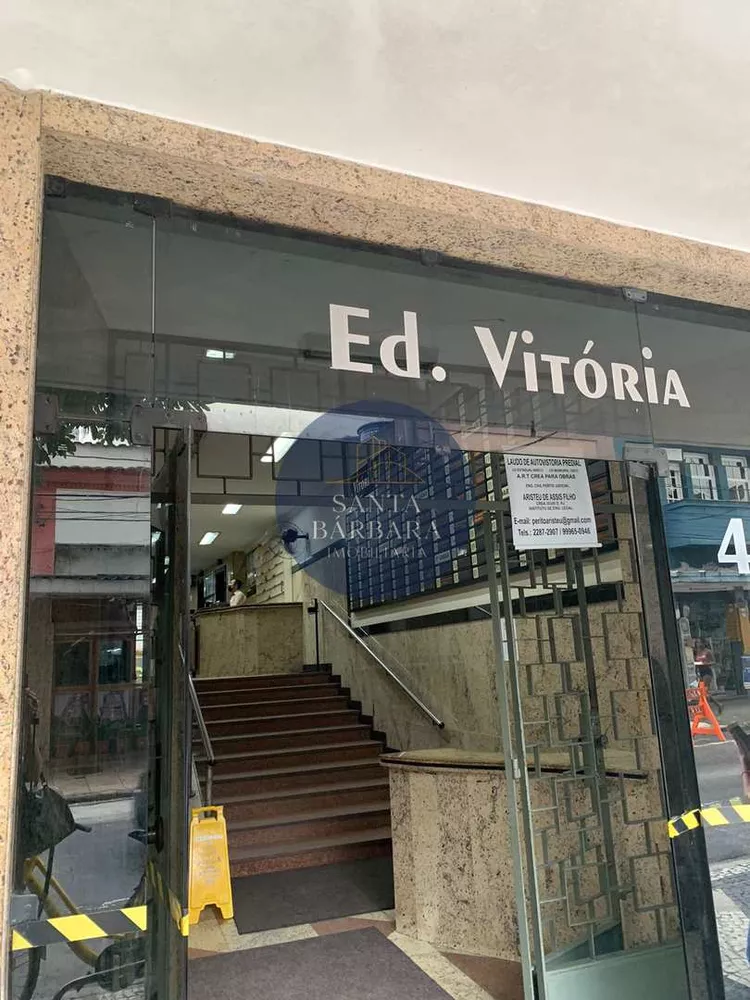 Ed. Vitória
SANTA
BÁRBARA
IMOBILIÁRIA
LAUDO DE AUTOVISTORIA PREDIAL
A.R.T CREA PARA OBRAS
ARISTEU DE ASSIS FILHO
E-mail: peritoaristeu@gmail.com
Tels.: 2287-2907 / 99965-0946
4